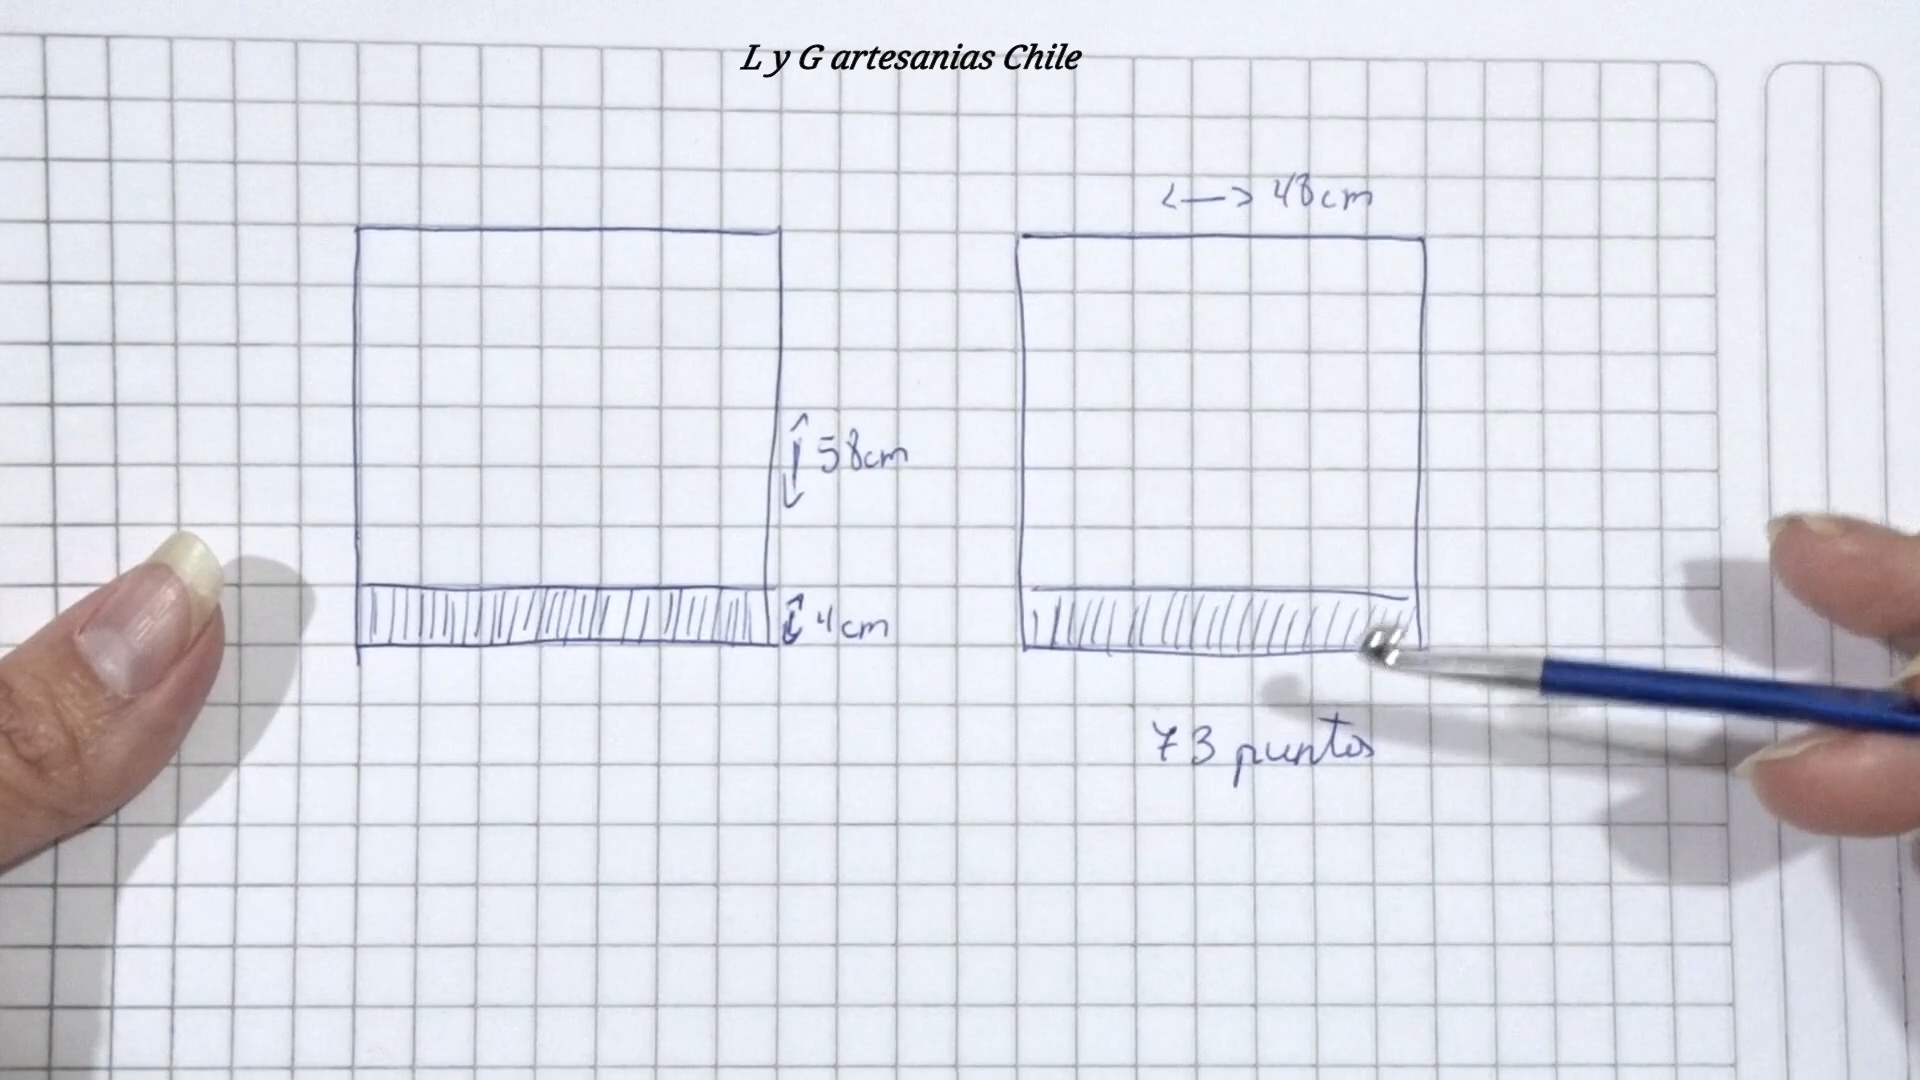 L y G artesanias Chile
<—> 48cm
58cm
4cm
73 puntos